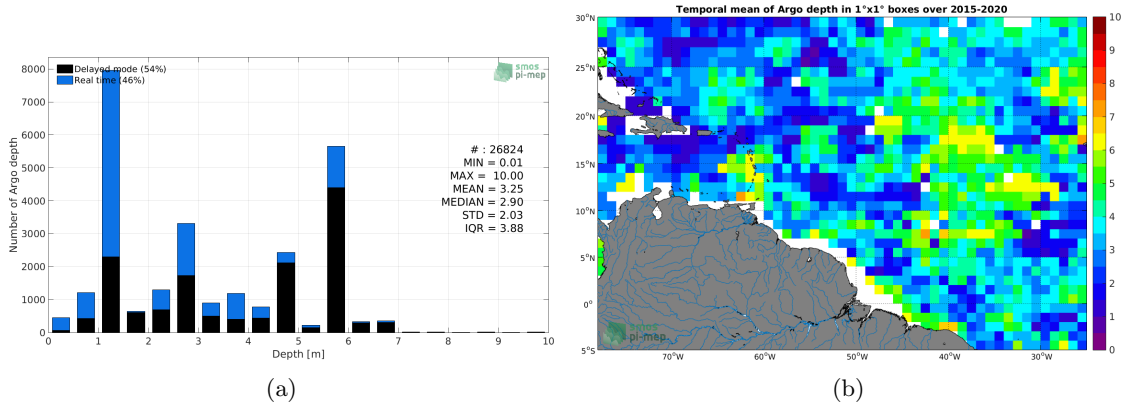 Delayed mode (54%)
Real time (46%)
smos
pi-mep
# : 26824
MIN = 0.01
MAX = 10.00
MEAN = 3.25
MEDIAN = 2.90
STD = 2.03
IQR = 3.88
Number of Argo depth
8000
7000
6000
5000
4000
3000
2000
1000
0
0 1 2 3 4 5 6 7 8 9 10
Depth [m]
(a)
Temporal mean of Argo depth in 1°x1° boxes over 2015-2020
30°N
25°N
20°N
15°N
10°N
5°N
0°
5°S
70°W 60°W 50°W 40°W 30°W
smos
pi-mep
10
9
8
7
6
5
4
3
2
1
0
(b)